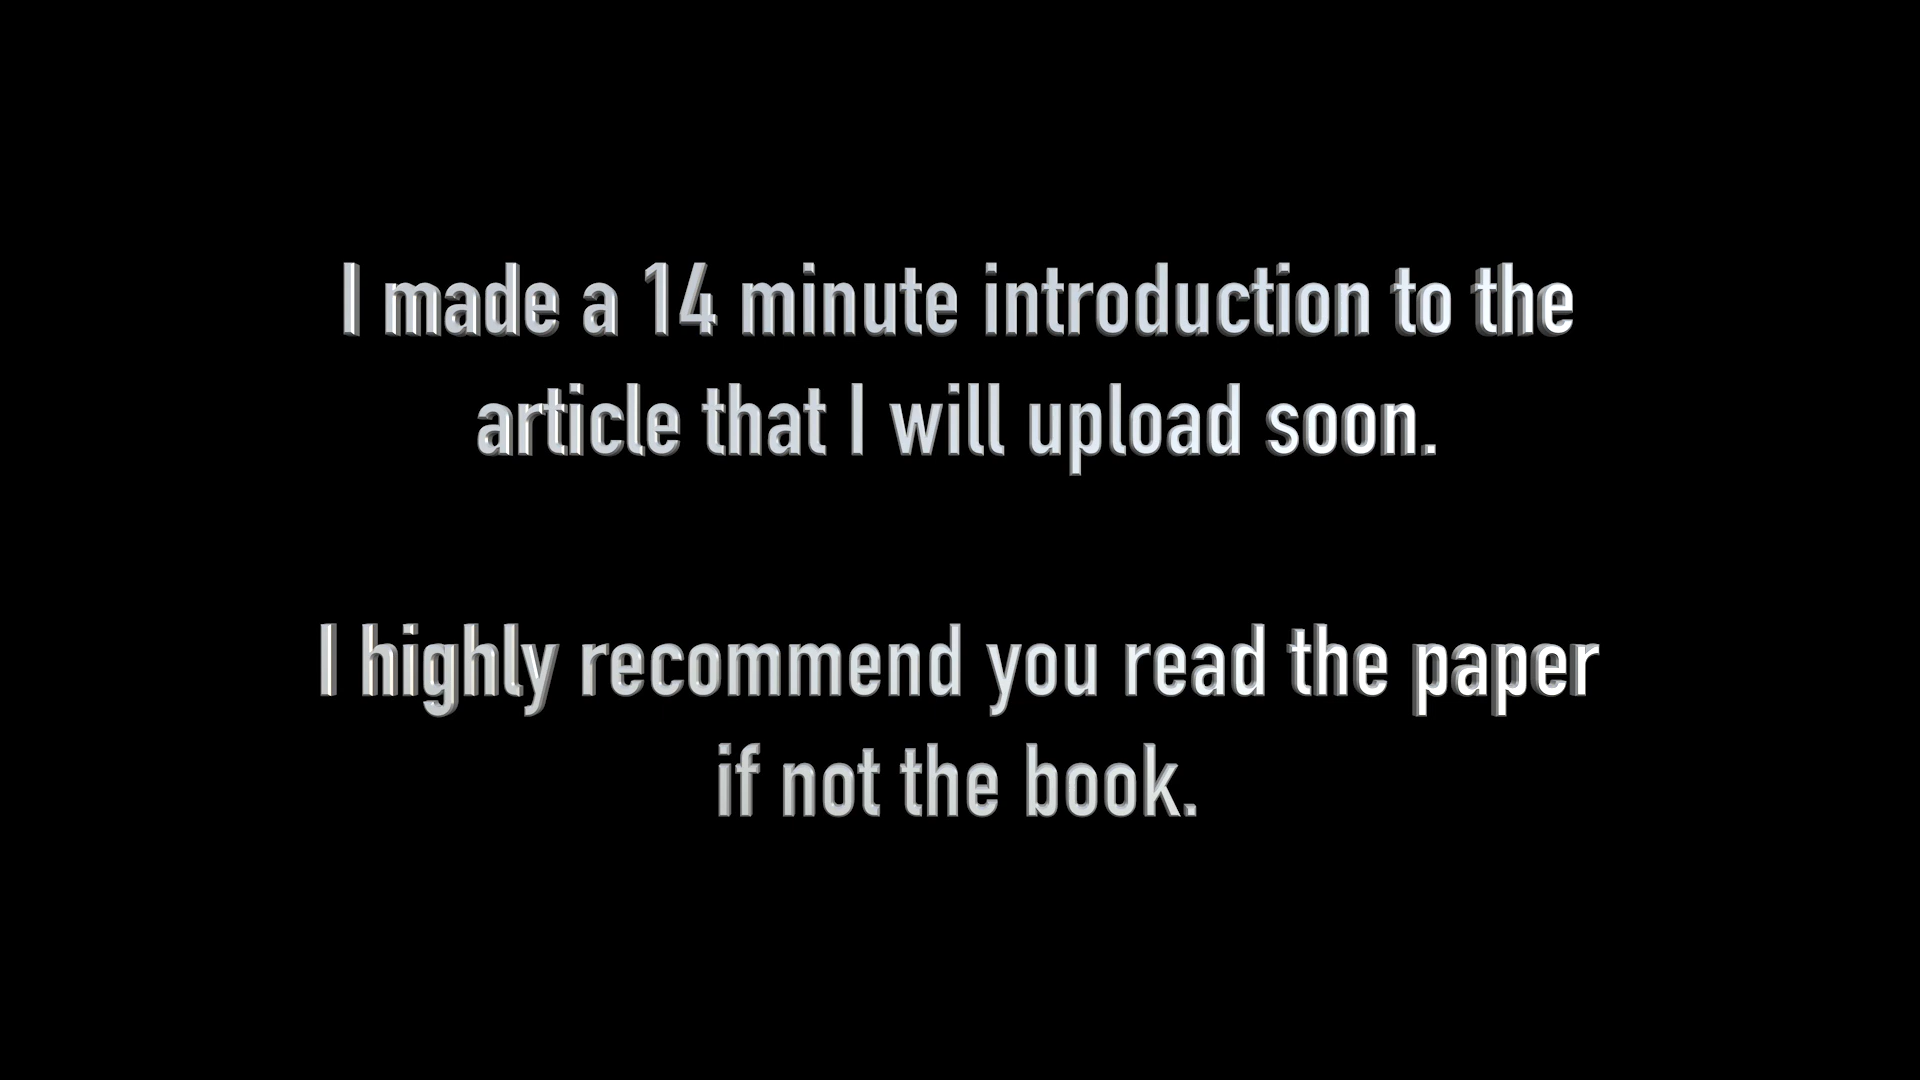 I made a 14 minute introduction to the
article that I will upload soon.
I highly recommend you read the paper
if not the book.